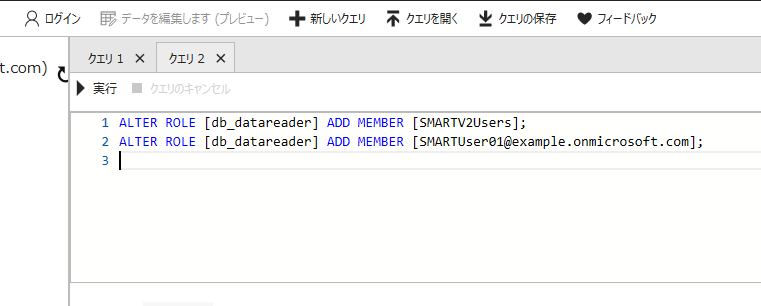 ログイン データを編集します (プレビュー) 新しいクエリ クエリを開く クエリの保存 フィードバック
t.com)
クエリ 1 クエリ 2
実行 クエリのキャンセル
1 ALTER ROLE [db_datareader] ADD MEMBER [SMARTV2Users];
2 ALTER ROLE [db_datareader] ADD MEMBER [SMARTUser01@example.onmicrosoft.com];
3